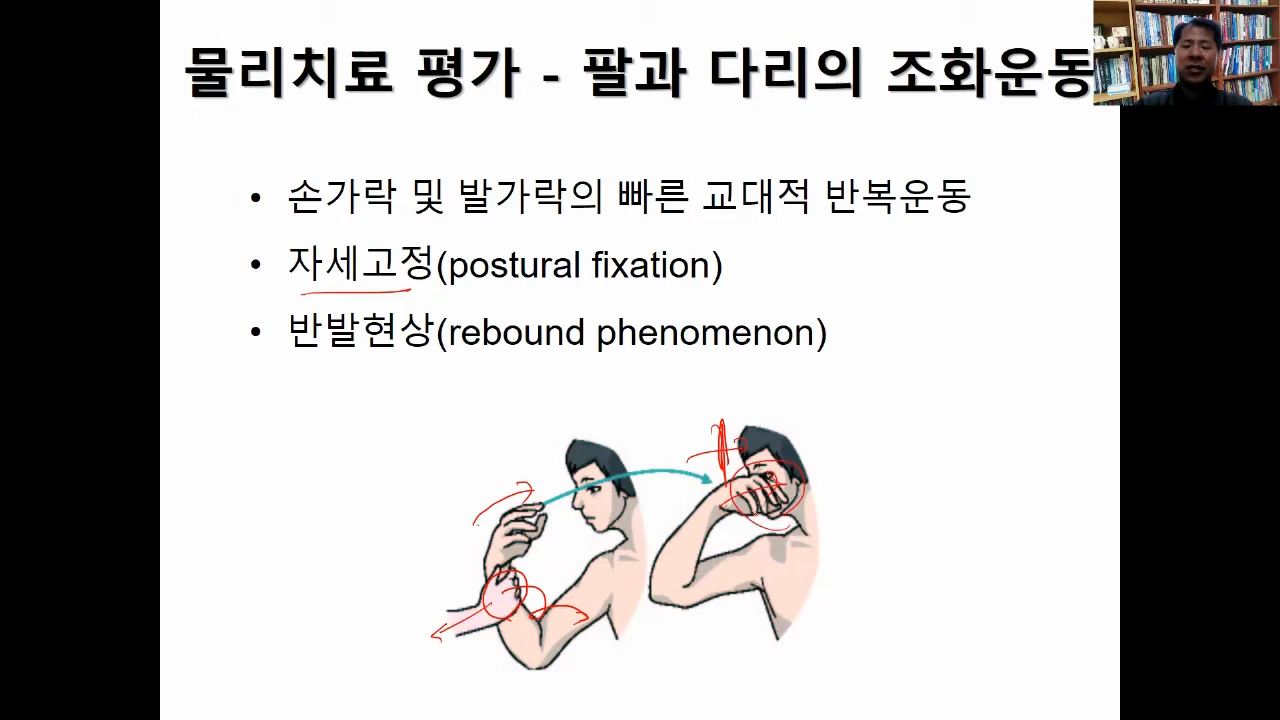 물리치료 평가 - 팔과 다리의 조화운동
• 손가락 및 발가락의 빠른 교대적 반복운동
• 자세고정(postural fixation)
• 반발현상(rebound phenomenon)